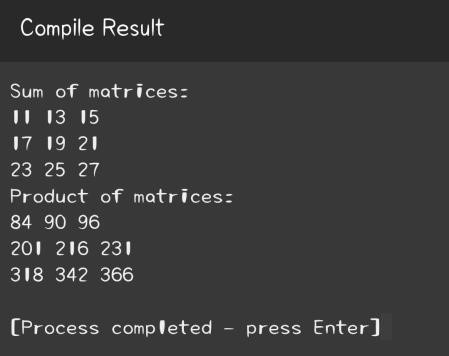 Compile Result
Sum of matrices:
11 13 15
17 19 21
23 25 27
Product of matrices:
84 90 96
201 216 231
318 342 366
[Process completed - press Enter]